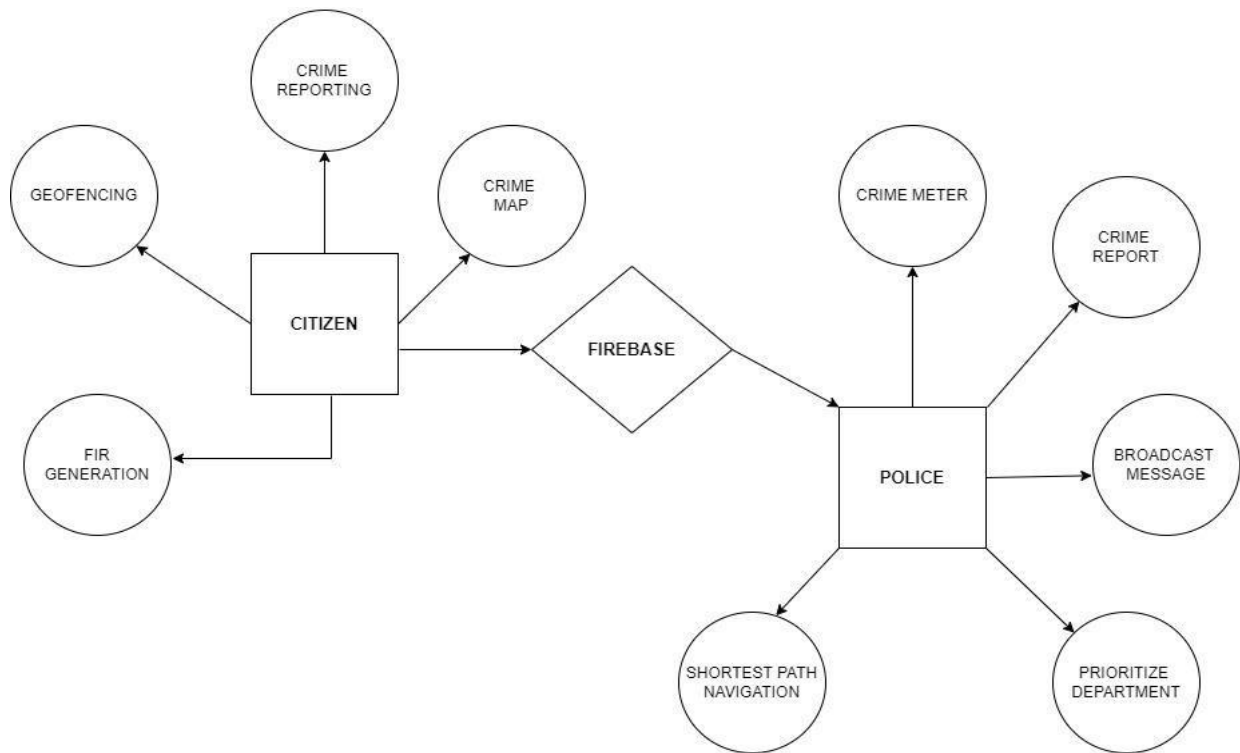 CRIME
REPORTING
GEOFENCING
CRIME
MAP
CITIZEN
FIR
GENERATION
FIREBASE
CRIME METER
CRIME
REPORT
BROADCAST
MESSAGE
POLICE
SHORTEST PATH
NAVIGATION
PRIORITIZE
DEPARTMENT